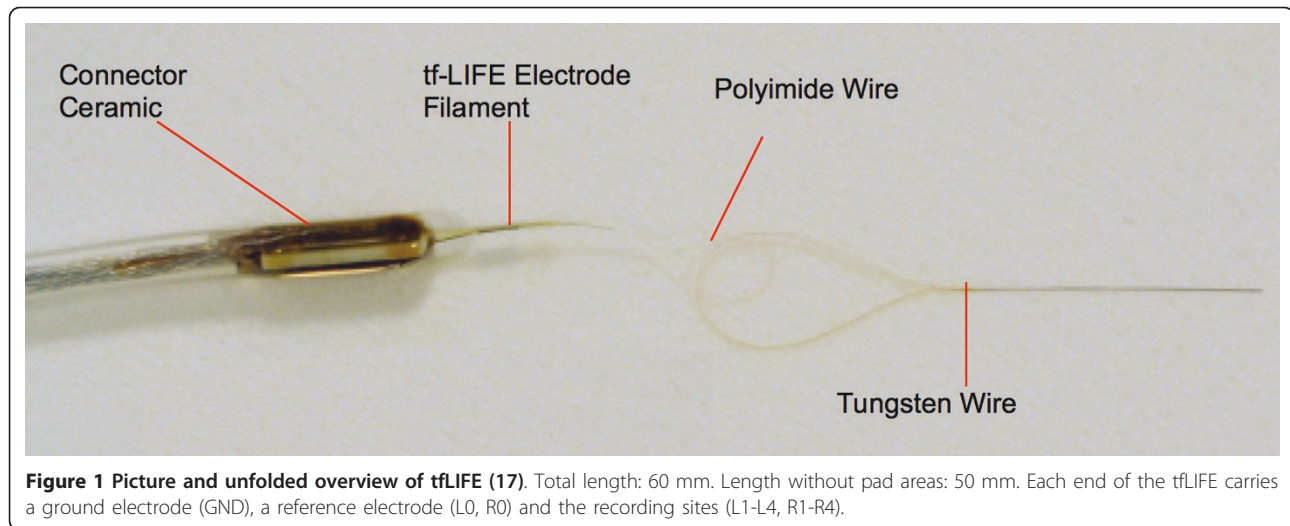 Connector
Ceramic
tf-LIFE Electrode
Filament
Polyimide Wire
Tungsten Wire
Figure 1 Picture and unfolded overview of tfLIFE (17). Total length: 60 mm. Length without pad areas: 50 mm. Each end of the tfLIFE carries
a ground electrode (GND), a reference electrode (L0, R0) and the recording sites (L1-L4, R1-R4).